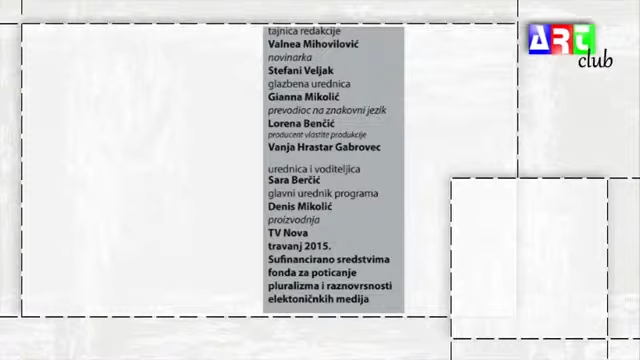 ART
club
tajnica redakcije
Valnea Mihovilović
novinarka
Stefani Veljak
glazbena urednica
Gianna Mikolić
prevodioc na znakovni jezik
Lorena Benčić
producent vlastite produkcije
Vanja Hrastar Gabrovec
urednica i voditeljica
Sara Berčić
glavni urednik programa
Denis Mikolić
proizvodnja
TV Nova
travanj 2015.
Sufinancirano sredstvima
fonda za poticanje
pluralizma i raznovrsnosti
elektoničnkih medija